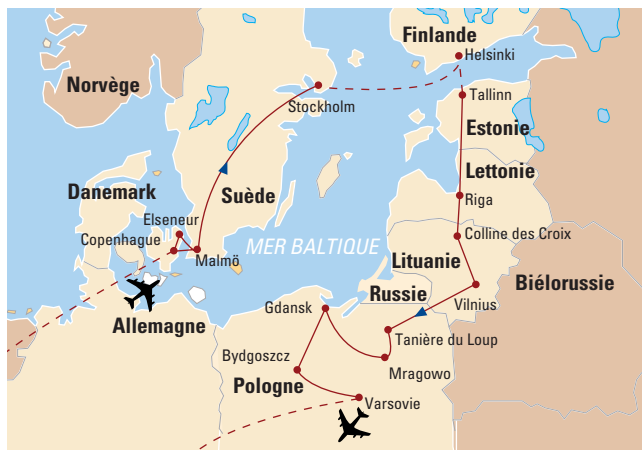 Finlande
Helsinki
Norvège
Stockholm
Tallinn
Estonie
Lettonie
Danemark
Suède
Riga
Elseneur
Copenhague
Malmö
MER BALTIQUE
Colline des Croix
Lituanie
Biélorussie
Russie
Vilnius
Gdansk
Allemagne
Tanière du Loup
Bydgoszcz
Mragowo
Pologne
Varsovie